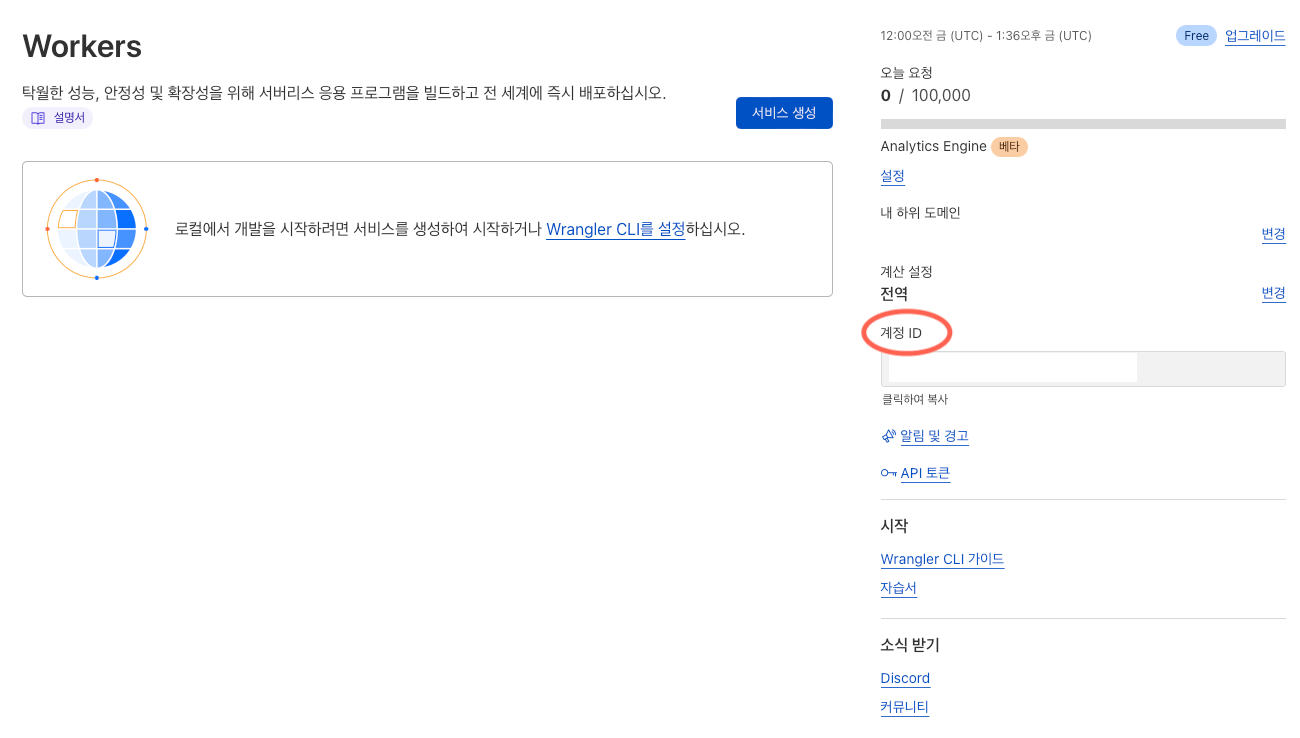 Workers
탁월한 성능, 안정성 및 확장성을 위해 서버리스 응용 프로그램을 빌드하고 전 세계에 즉시 배포하십시오.
설명서
서비스 생성
로컬에서 개발을 시작하려면 서비스를 생성하여 시작하거나 Wrangler CLI를 설정하십시오.
12:00오전 금 (UTC) - 1:36오후 금 (UTC)
Free 업그레이드
오늘 요청
0 / 100,000
Analytics Engine 베타
설정
내 하위 도메인
변경
계산 설정
전역
변경
계정 ID
클릭하여 복사
알림 및 경고
API 토큰
시작
Wrangler CLI 가이드
자습서
소식 받기
Discord
커뮤니티